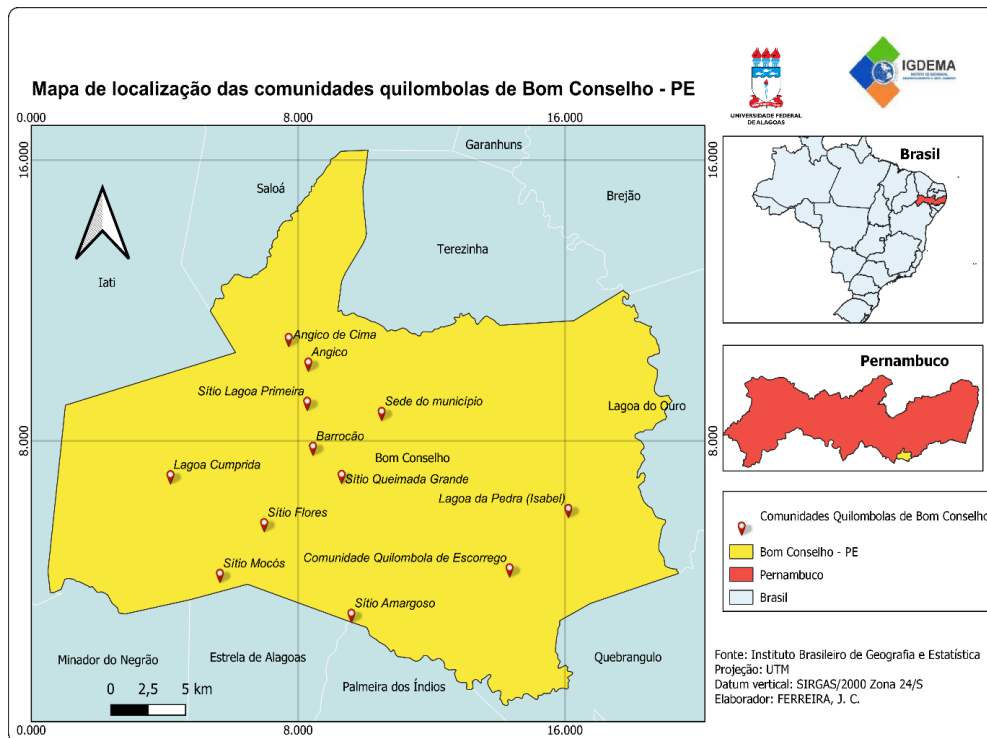 Mapa de localização das comunidades quilombolas de Bom Conselho - PE
UNIVERSIDADE FEDERAL
DE ALAGOAS
IGDEMA
0.000
8.000
16.000
16.000
16.000
Garanhuns
Saloá
Brejão
Terezinha
Iati
Angico de Cima
Angico
Sítio Lagoa Primeira
Sede do município
Lagoa do Ouro
8.000
8.000
Barrocão
Bom Conselho
Lagoa Cumprida
Sítio Queimada Grande
Lagoa da Pedra (Isabel)
Sítio Flores
Comunidade Quilombola de Escorrego
Sítio Mocós
Sítio Amargoso
Minador do Negrão
Estrela de Alagoas
Quebrangulo
Palmeira dos Índios
0 2,5 5 km
0.000
8.000
16.000
Brasil
Pernambuco
Comunidades Quilombolas de Bom Conselho
Bom Conselho - PE
Pernambuco
Brasil
Fonte: Instituto Brasileiro de Geografia e Estatística
Projeção: UTM
Datum vertical: SIRGAS/2000 Zona 24/S
Elaborador: FERREIRA, J. C.